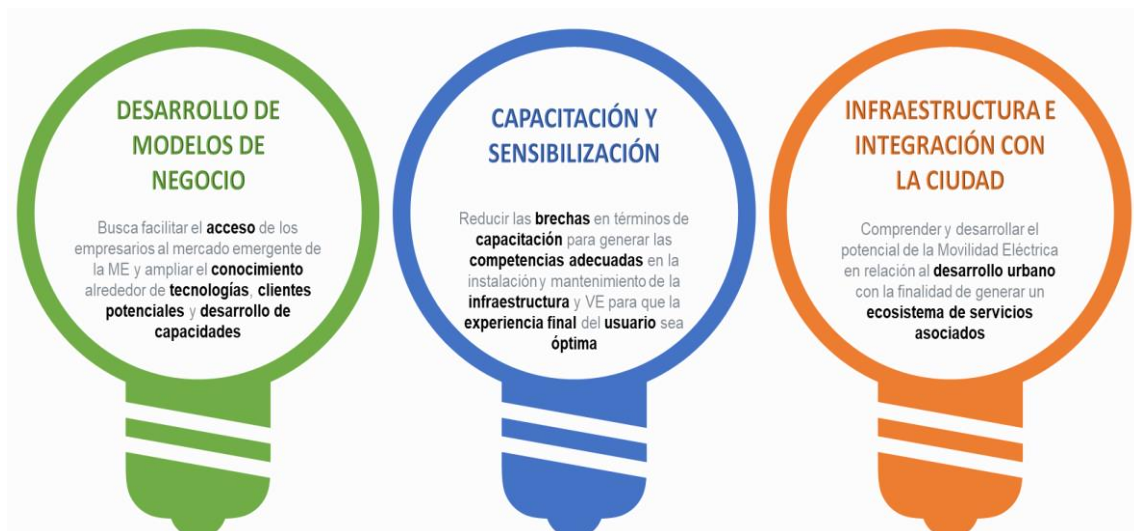 DESARROLLO DE
MODELOS DE
NEGOCIO
Busca facilitar el acceso de los
empresarios al mercado emergente de
la ME y ampliar el conocimiento
alrededor de tecnologías, clientes
potenciales y desarrollo de
capacidades
CAPACITACIÓN Y
SENSIBILIZACIÓN
Reducir las brechas en términos de
capacitación para generar las
competencias adecuadas en la
instalación y mantenimiento de la
infraestructura y VE para que la
experiencia final del usuario sea
óptima
INFRAESTRUCTURA E
INTEGRACIÓN CON
LA CIUDAD
Comprender y desarrollar el
potencial de la Movilidad Eléctrica
en relación al desarrollo urbano
con la finalidad de generar un
ecosistema de servicios
asociados